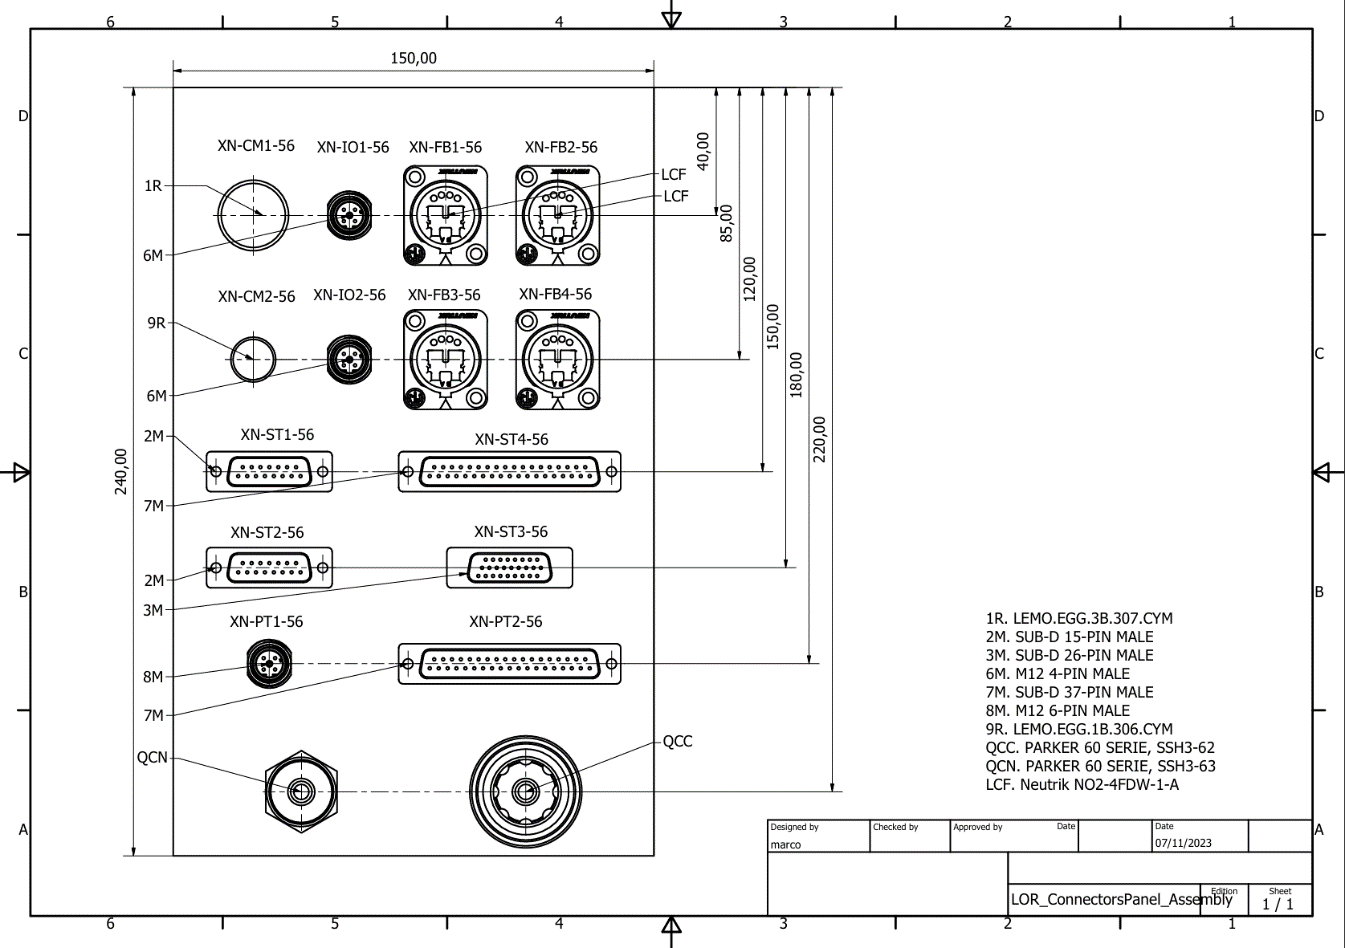 6 5 4 3 2 1
150,00
D D
XN-CM1-56 XN-IO1-56 XN-FB1-56 XN-FB2-56
40,00
1R
LCF
LCF
85,00
6M
120,00
XN-CM2-56 XN-IO2-56 XN-FB3-56 XN-FB4-56
150,00
9R
C C
180,00
6M
220,00
2M XN-ST1-56 XN-ST4-56
240,00
7M
XN-ST2-56 XN-ST3-56
2M
B B
3M
XN-PT1-56 XN-PT2-56
8M
7M
QCN QCC
1R. LEMO.EGG.3B.307.CYM
2M. SUB-D 15-PIN MALE
3M. SUB-D 26-PIN MALE
6M. M12 4-PIN MALE
7M. SUB-D 37-PIN MALE
8M. M12 6-PIN MALE
9R. LEMO.EGG.1B.306.CYM
QCC. PARKER 60 SERIE, SSH3-62
QCN. PARKER 60 SERIE, SSH3-63
LCF. Neutrik NO2-4FDW-1-A
A A
Designed by Checked by Approved by Date Date
marco 07/11/2023
LOR_ConnectorsPanel_Assembly
Edition Sheet
1 / 1
6 5 4 3 2 1